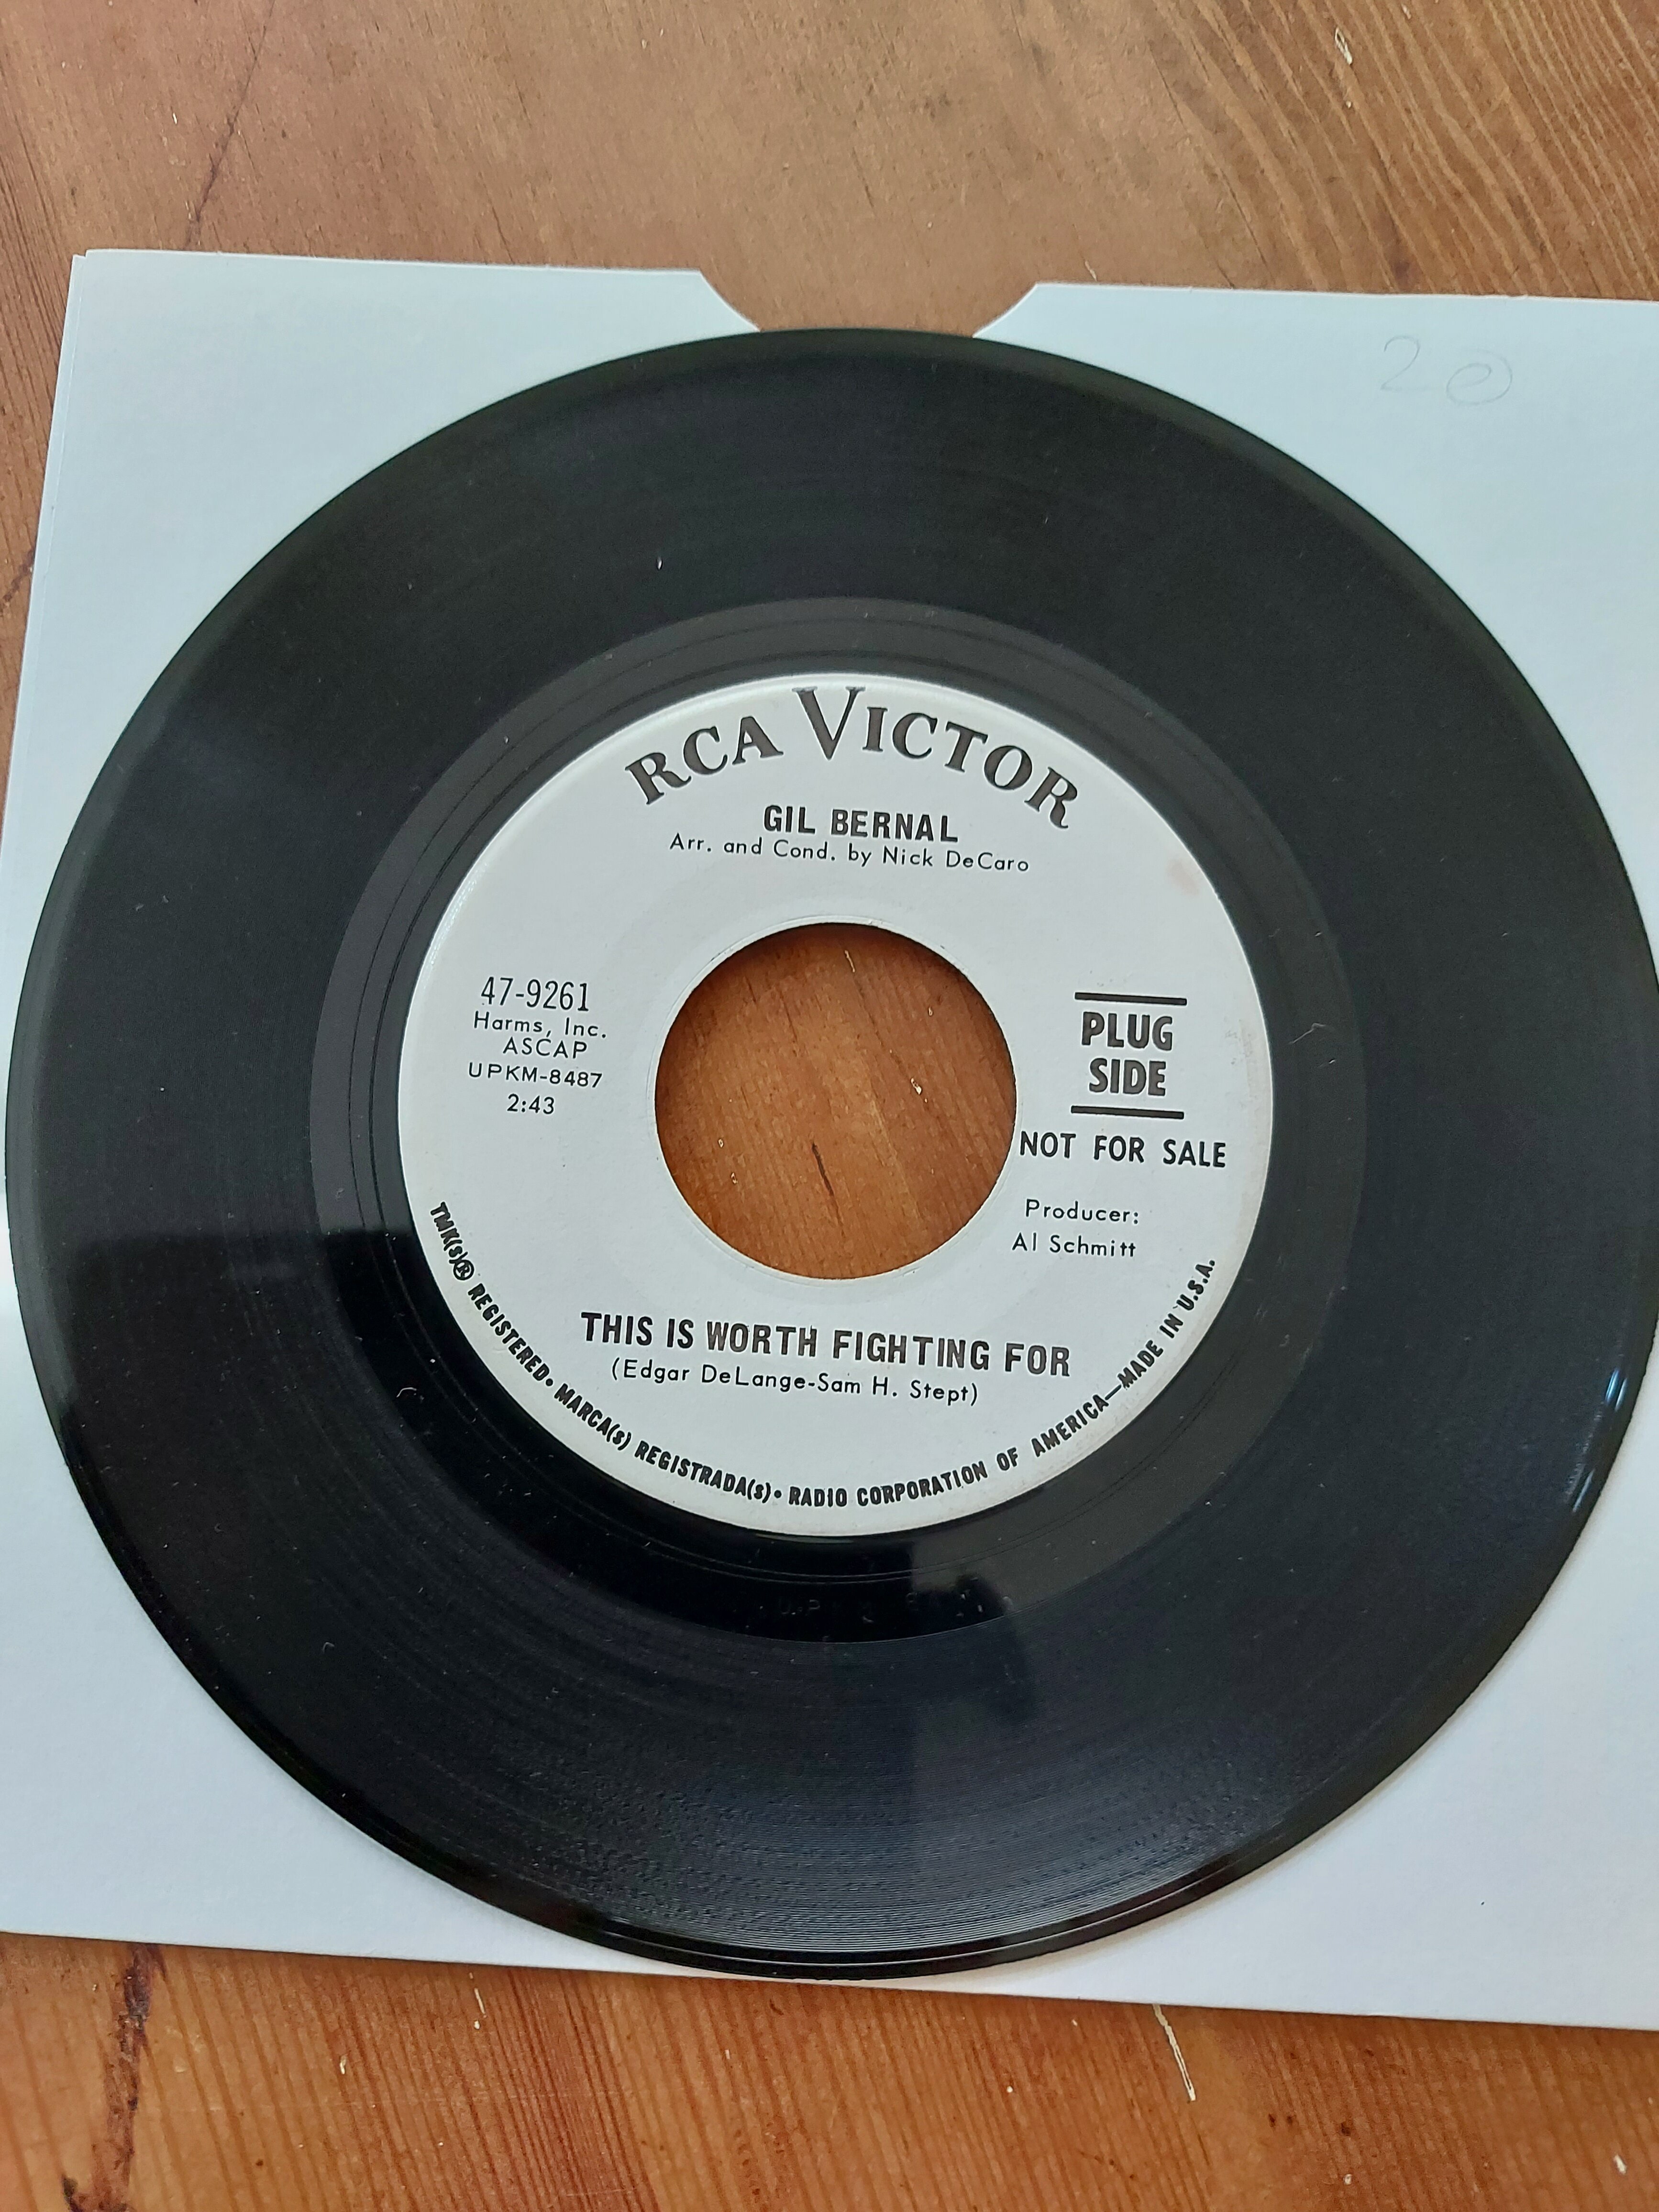 RCA VICTOR
GIL BERNAL
Arr. and Cond. by Nick DeCaro
47-9261
Harms, Inc.
ASCAP
UPKM-8487
2:43
PLUG
SIDE
NOT FOR SALE
Producer:
Al Schmitt
THIS IS WORTH FIGHTING FOR
(Edgar DeLange-Sam H. Stept)
TMK(s)® REGISTERED • MARCA(s) REGISTRADA(s) • RADIO CORPORATION OF AMERICA—MADE IN U.S.A.